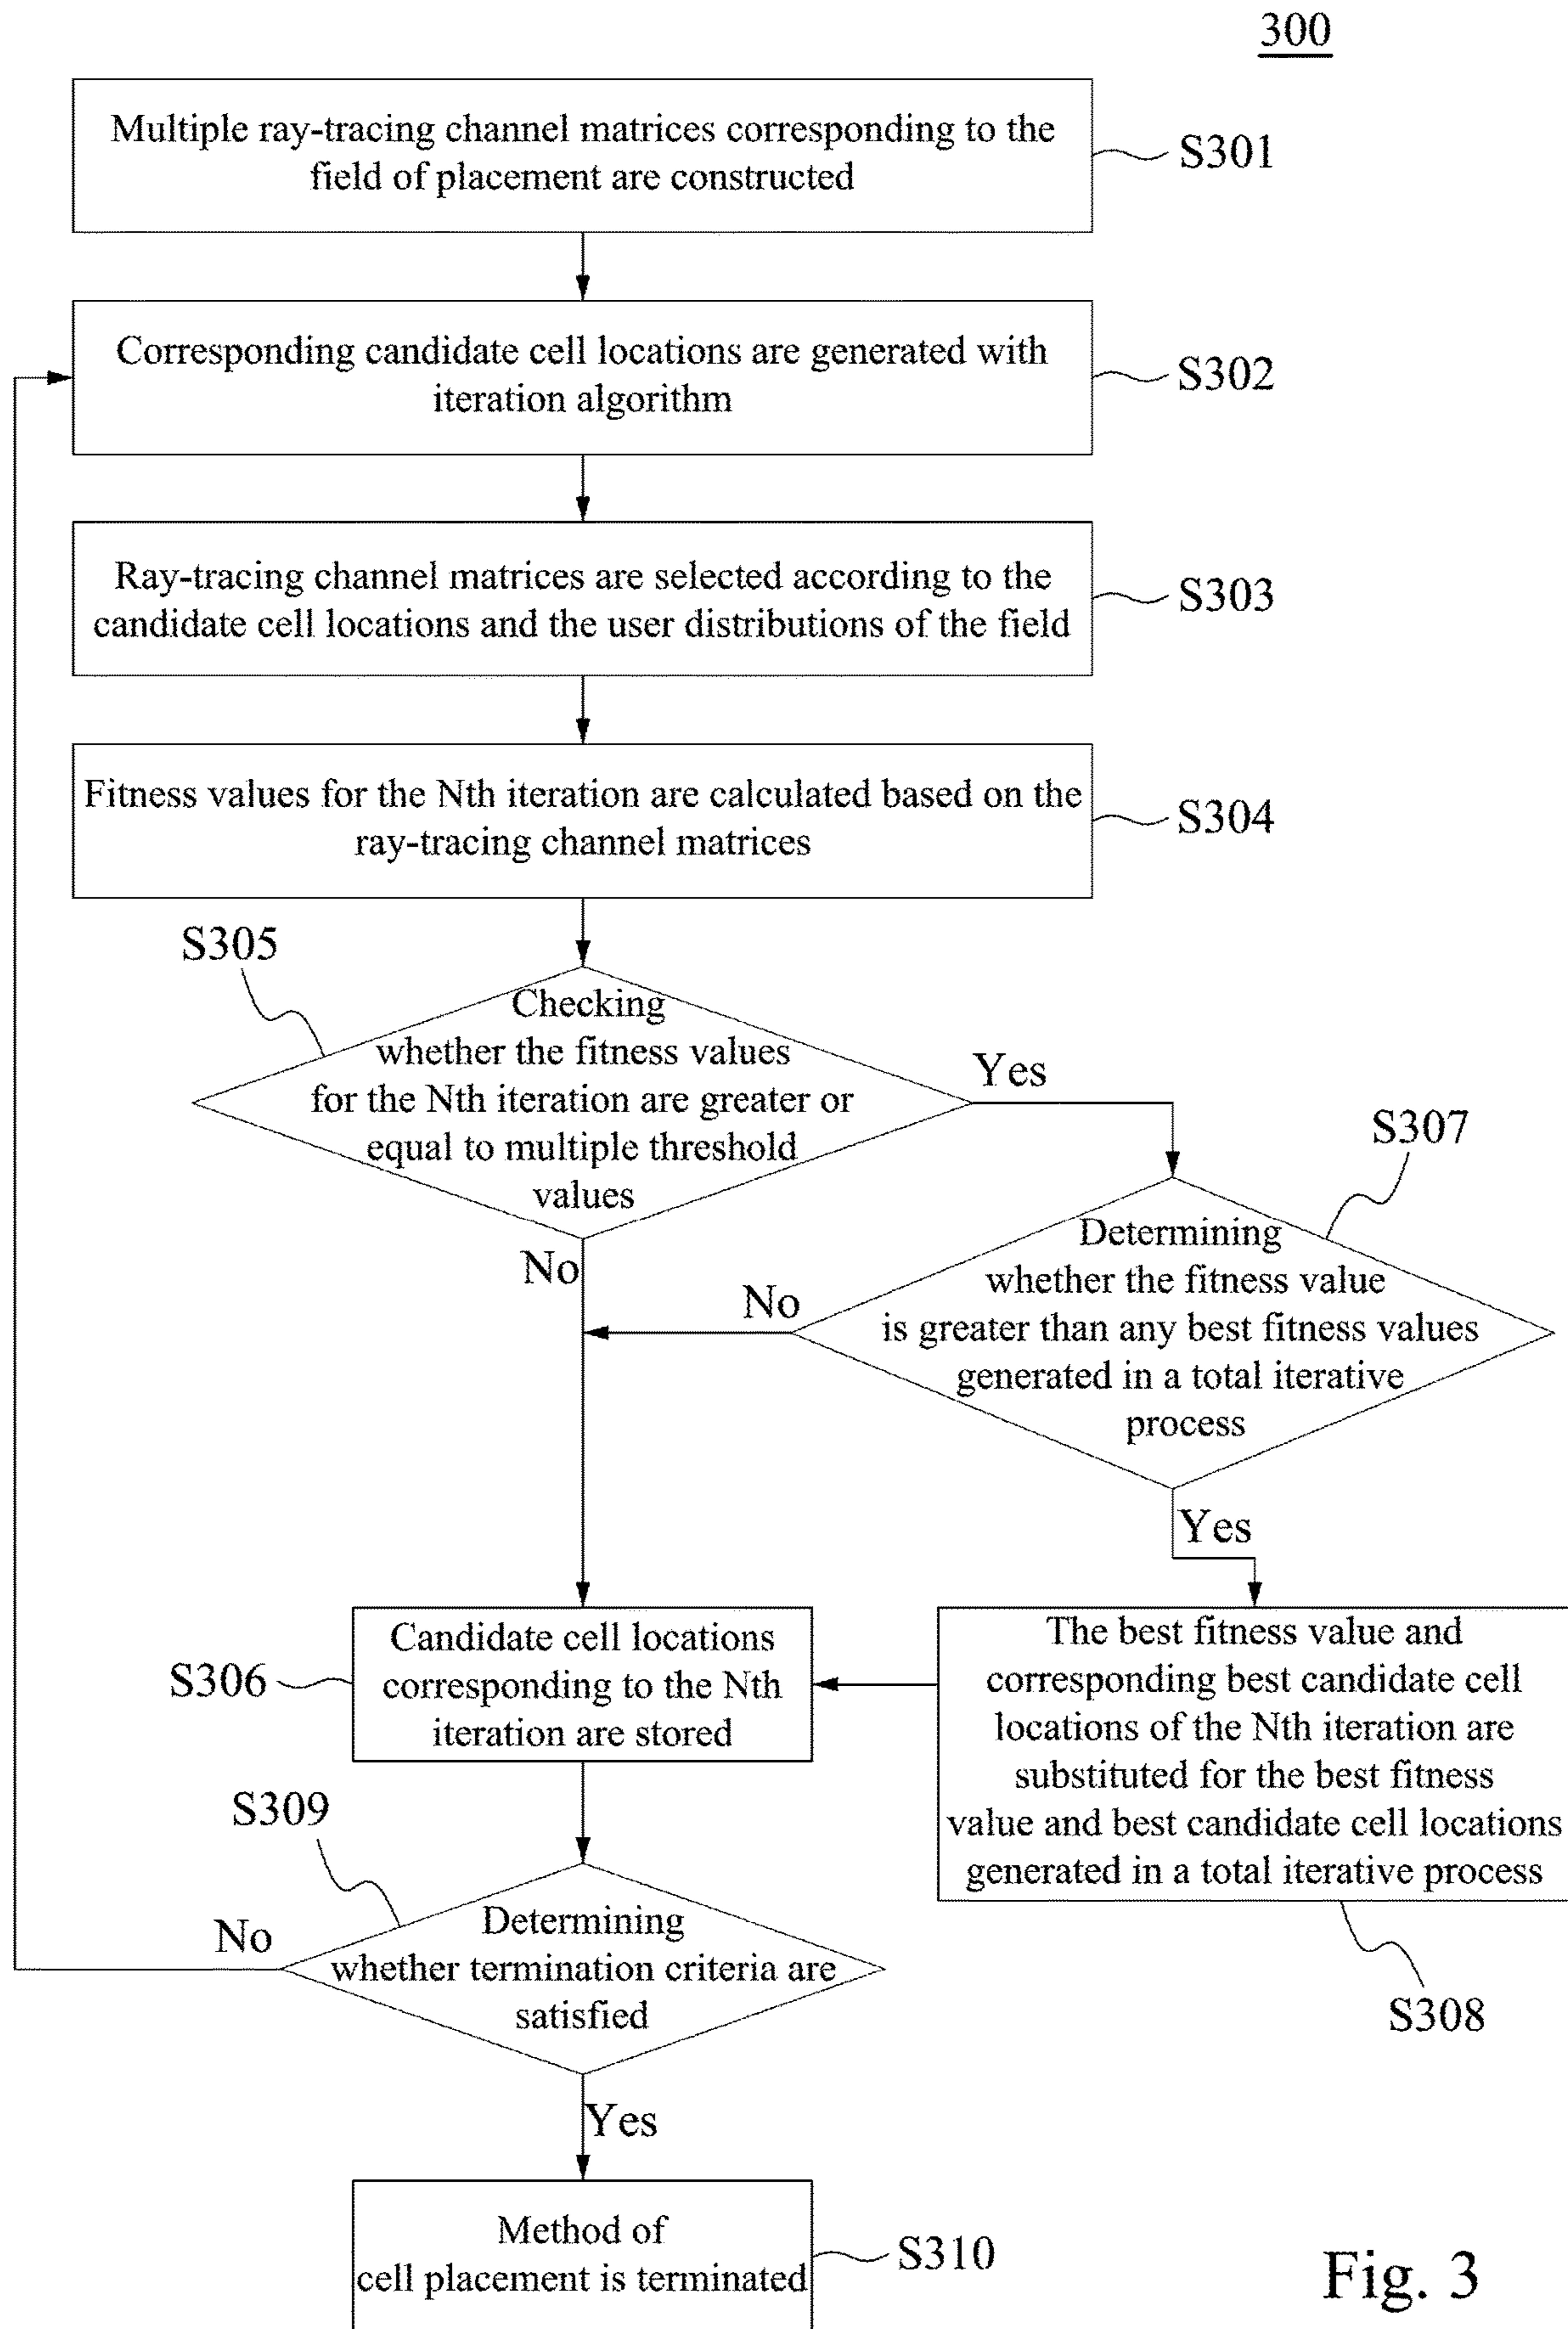 300
Multiple ray-tracing channel matrices corresponding to the
field of placement are constructed
S301
Corresponding candidate cell locations are generated with
iteration algorithm
S302
Ray-tracing channel matrices are selected according to the
candidate cell locations and the user distributions of the field
S303
Fitness values for the Nth iteration are calculated based on the
ray-tracing channel matrices
S304
S305
Checking
whether the fitness values
for the Nth iteration are greater or
equal to multiple threshold
values
Yes
No
S307
Determining
whether the fitness value
is greater than any best fitness values
generated in a total iterative
process
No
Yes
S306
Candidate cell locations
corresponding to the Nth
iteration are stored
The best fitness value and
corresponding best candidate cell
locations of the Nth iteration are
substituted for the best fitness
value and best candidate cell locations
generated in a total iterative process
S308
S309
Determining
whether termination criteria are
satisfied
No
Yes
Method of
cell placement is terminated
S310
Fig. 3